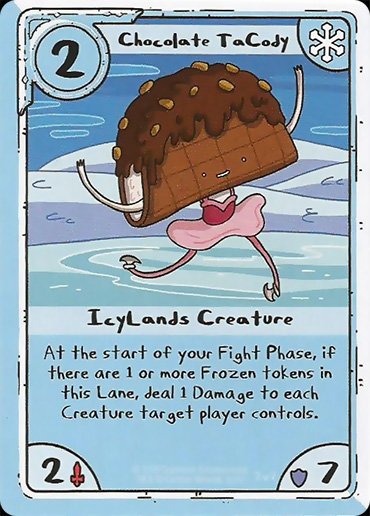 2
Chocolate TaCody
IcyLands Creature
At the start of your Fight Phase, if
there are 1 or more Frozen tokens in
this Lane, deal 1 Damage to each
Creature target player controls.
2
7